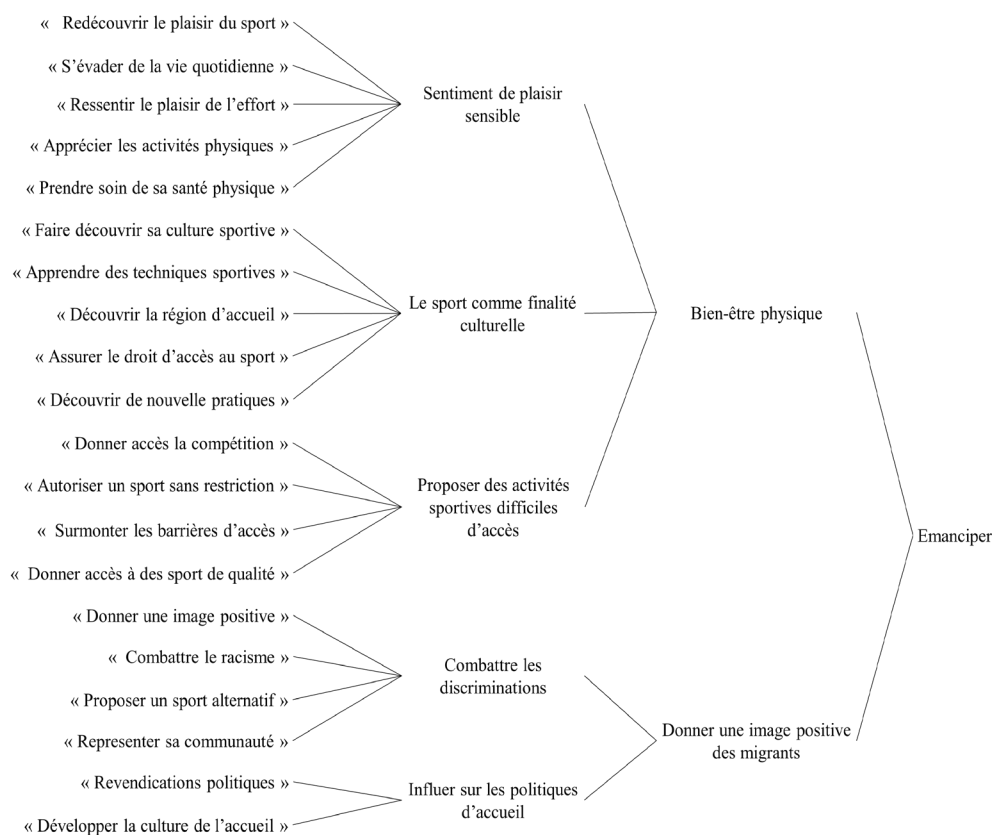 «   Redécouvrir le plaisir du sport »
« S’évader de la vie quotidienne »
« Ressentir le plaisir de l’effort »
« Apprécier les activités physiques »
« Prendre soin de sa santé physique »
« Faire découvrir sa culture sportive »
« Apprendre des techniques sportives »
« Découvrir la région d’accueil »
« Assurer le droit d’accès au sport »
« Découvrir de nouvelle pratiques »
« Donner accès la compétition »
« Autoriser un sport sans restriction »
«  Surmonter les barrières d’accès »
«  Donner accès à des sport de qualité »
« Donner une image positive »
«  Combattre le racisme »
« Proposer un sport alternatif »
« Representer sa communauté »
« Revendications politiques »
« Développer la culture de l’accueil »
Sentiment de plaisir
sensible
Le sport comme finalité
culturelle
Proposer des activités
sportives difficiles
d’accès
Combattre les
discriminations
Influer sur les politiques
d’accueil
Bien-être physique
Donner une image positive
des migrants
Emanciper